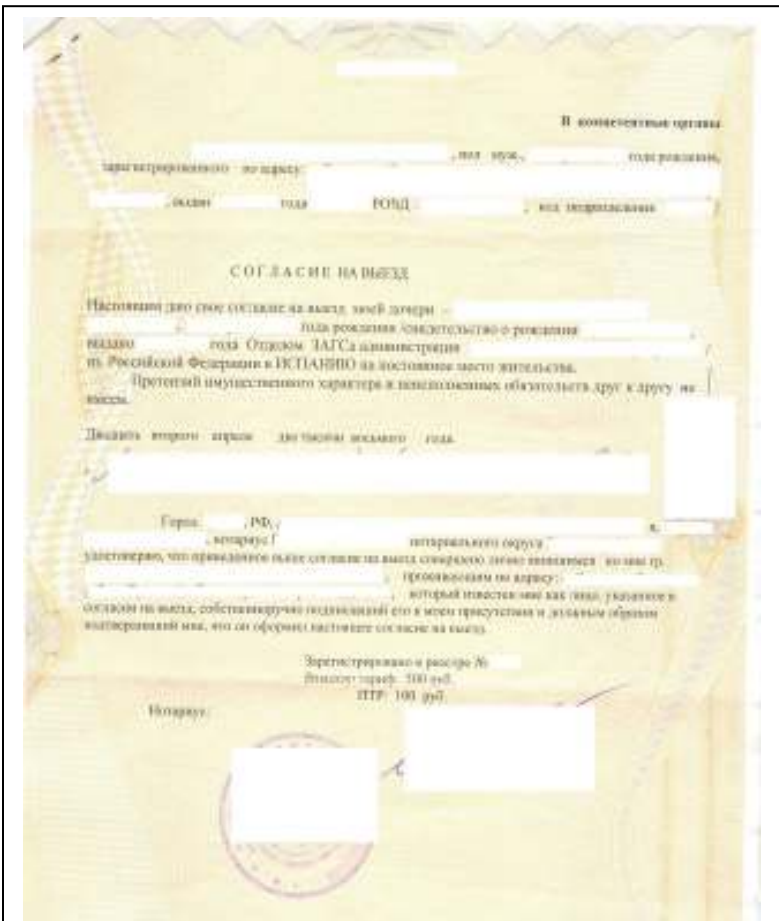 В компетентные органы
, пол муж., года рождения,
зарегистрированного по адресу:
, выдан года РОВД , код подразделения
СОГЛАСИЕ НА ВЫЕЗД
Настоящим даю свое согласие на выезд моей дочери –
года рождения /свидетельство о рождения
выдано года Отделом ЗАГСа администрации
из Российской Федерации в ИСПАНИЮ на постоянное место жительства.
Претензий имущественного характера и неисполненных обязательств друг к другу не
имеем.
Двадцать второго апреля две тысячи восьмого года
Город , РФ,
, нотариус нотариального округа
удостоверяю, что приведенное выше согласие на выезд совершено лично явившимся ко мне гр.
, проживающим по адресу:
, который известен мне как лицо, указанное в
согласии на выезд, собственноручно подписавший его в моем присутствии и должным образом
подтвердивший мне, что он оформил настоящее согласие на выезд.
Зарегистрировано в реестре №
тариф 500 руб.
ПТР: 100 руб.
Нотариус: